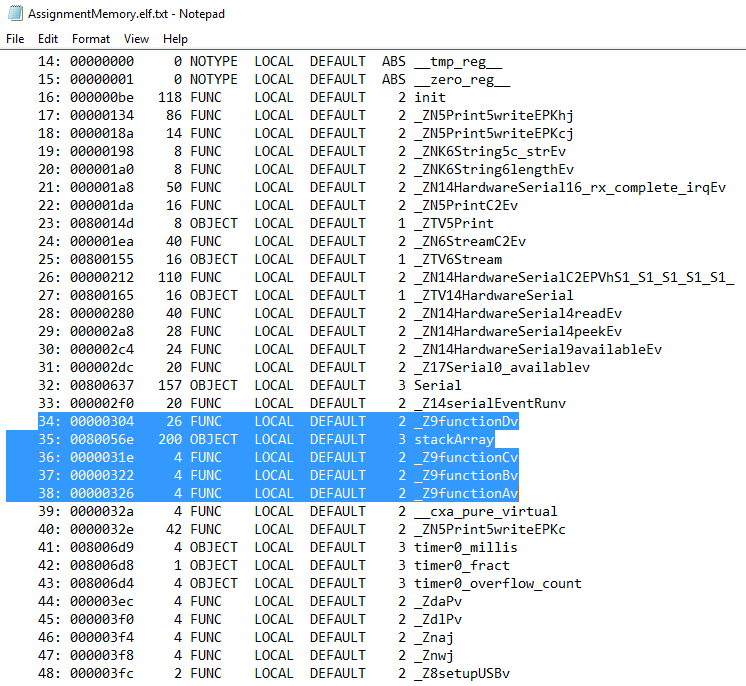 AssignmentMemory.elf.txt - Notepad
File Edit Format View Help
14: 00000000 0 NOTYPE LOCAL DEFAULT ABS __tmp_reg__
15: 00000001 0 NOTYPE LOCAL DEFAULT ABS __zero_reg__
16: 000000be 118 FUNC LOCAL DEFAULT 2 init
17: 00000134 86 FUNC LOCAL DEFAULT 2 _ZN5Print5writeEPKhj
18: 0000018a 14 FUNC LOCAL DEFAULT 2 _ZN5Print5writeEPKcj
19: 00000198 8 FUNC LOCAL DEFAULT 2 _ZNK6String5c_strEv
20: 000001a0 8 FUNC LOCAL DEFAULT 2 _ZNK6String6lengthEv
21: 000001a8 50 FUNC LOCAL DEFAULT 2 _ZN14HardwareSerial16_rx_complete_irqEv
22: 000001da 16 FUNC LOCAL DEFAULT 2 _ZN5PrintC2Ev
23: 0080014d 8 OBJECT LOCAL DEFAULT 1 _ZTV5Print
24: 000001ea 40 FUNC LOCAL DEFAULT 2 _ZN6StreamC2Ev
25: 00800155 16 OBJECT LOCAL DEFAULT 1 _ZTV6Stream
26: 00000212 110 FUNC LOCAL DEFAULT 2 _ZN14HardwareSerialC2EPVhS1_S1_S1_S1_S1_
27: 00800165 16 OBJECT LOCAL DEFAULT 1 _ZTV14HardwareSerial
28: 00000280 40 FUNC LOCAL DEFAULT 2 _ZN14HardwareSerial4readEv
29: 000002a8 28 FUNC LOCAL DEFAULT 2 _ZN14HardwareSerial4peekEv
30: 000002c4 24 FUNC LOCAL DEFAULT 2 _ZN14HardwareSerial9availableEv
31: 000002dc 20 FUNC LOCAL DEFAULT 2 _Z17Serial0_availablev
32: 00800637 157 OBJECT LOCAL DEFAULT 3 Serial
33: 000002f0 20 FUNC LOCAL DEFAULT 2 _Z14serialEventRunv
34: 00000304 26 FUNC LOCAL DEFAULT 2 _Z9functionDv
35: 0080056e 200 OBJECT LOCAL DEFAULT 3 stackArray
36: 0000031e 4 FUNC LOCAL DEFAULT 2 _Z9functionCv
37: 00000322 4 FUNC LOCAL DEFAULT 2 _Z9functionBv
38: 00000326 4 FUNC LOCAL DEFAULT 2 _Z9functionAv
39: 0000032a 4 FUNC LOCAL DEFAULT 2 __cxa_pure_virtual
40: 0000032e 42 FUNC LOCAL DEFAULT 2 _ZN5Print5writeEPKc
41: 008006d9 4 OBJECT LOCAL DEFAULT 3 timer0_millis
42: 008006d8 1 OBJECT LOCAL DEFAULT 3 timer0_fract
43: 008006d4 4 OBJECT LOCAL DEFAULT 3 timer0_overflow_count
44: 000003ec 4 FUNC LOCAL DEFAULT 2 _ZdaPv
45: 000003f0 4 FUNC LOCAL DEFAULT 2 _ZdlPv
46: 000003f4 4 FUNC LOCAL DEFAULT 2 _Znaj
47: 000003f8 4 FUNC LOCAL DEFAULT 2 _Znwj
48: 000003fc 2 FUNC LOCAL DEFAULT 2 _Z8setupUSBv